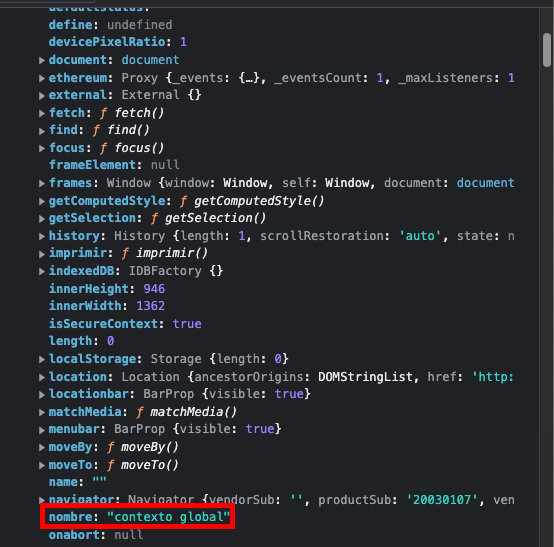 defaultstatus:
define: undefined
devicePixelRatio: 1
document: document
ethereum: Proxy {_events: {…}, _eventsCount: 1, _maxListeners: 1
external: External {}
fetch: ƒ fetch()
find: ƒ find()
focus: ƒ focus()
frameElement: null
frames: Window {window: Window, self: Window, document: document
getComputedStyle: ƒ getComputedStyle()
getSelection: ƒ getSelection()
history: History {length: 1, scrollRestoration: 'auto', state: n
imprimir: ƒ imprimir()
indexedDB: IDBFactory {}
innerHeight: 946
innerWidth: 1362
isSecureContext: true
length: 0
localStorage: Storage {length: 0}
location: Location {ancestorOrigins: DOMStringList, href: 'http:
locationbar: BarProp {visible: true}
matchMedia: ƒ matchMedia()
menubar: BarProp {visible: true}
moveBy: ƒ moveBy()
moveTo: ƒ moveTo()
name: ""
navigator: Navigator {vendorSub: '', productSub: '20030107', ven
nombre: "contexto global"
onabort: null